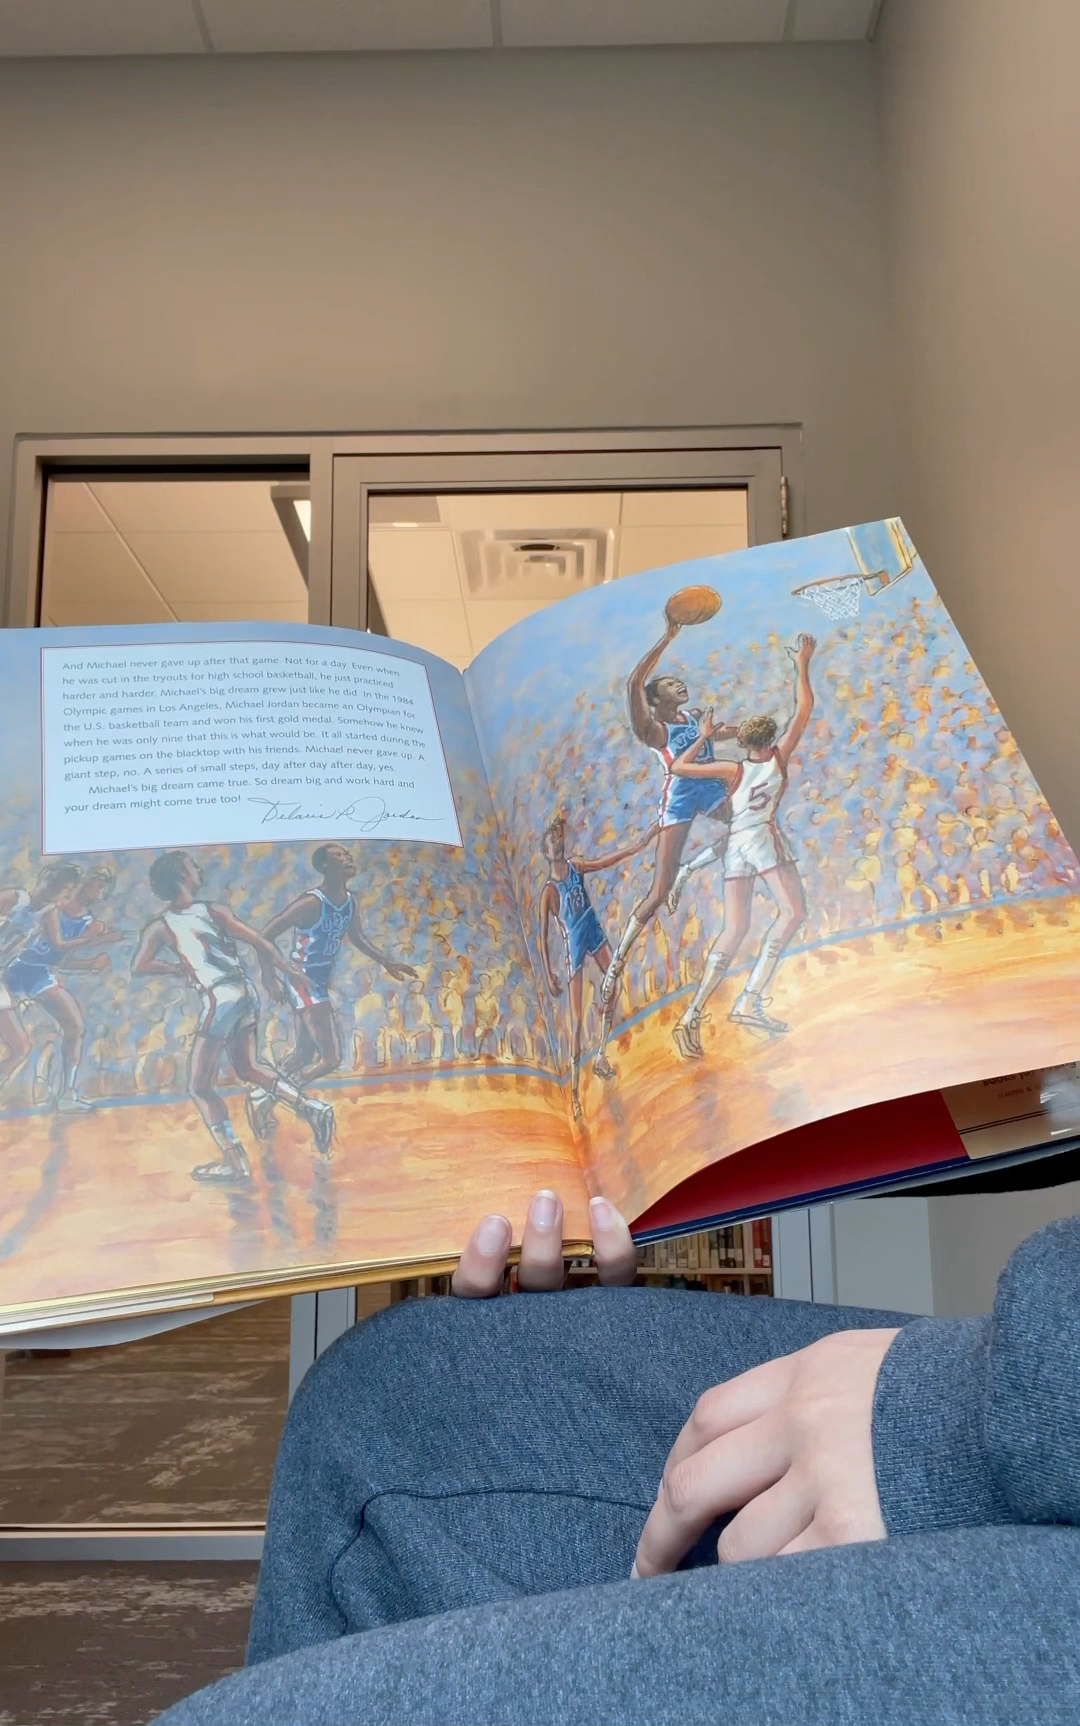 And Michael never gave up after that game. Not for a day. Even when
he was cut in the tryouts for high school basketball, he just practiced
harder and harder. Michael's big dream grew just like he did. In the 1984
Olympic games in Los Angeles, Michael Jordan became an Olympian for
the U.S. basketball team and won his first gold medal. Somehow he knew
when he was only nine that this is what would be. It all started during the
pickup games on the blacktop with his friends. Michael never gave up. A
giant step, no. A series of small steps, day after day after day, yes.
Michael's big dream came true. So dream big and work hard and
your dream might come true too! Deloris R. Jordan
5